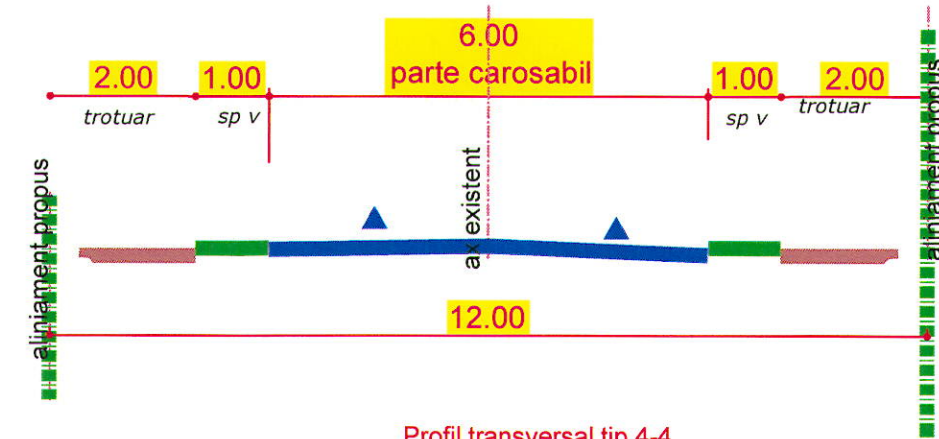 6.00
parte carosabil
2.00
1.00
1.00
2.00
trotuar
sp v
sp v
trotuar
aliniament propus
ax existent
aliniament propus
12.00
Profil transversal tip 4-4